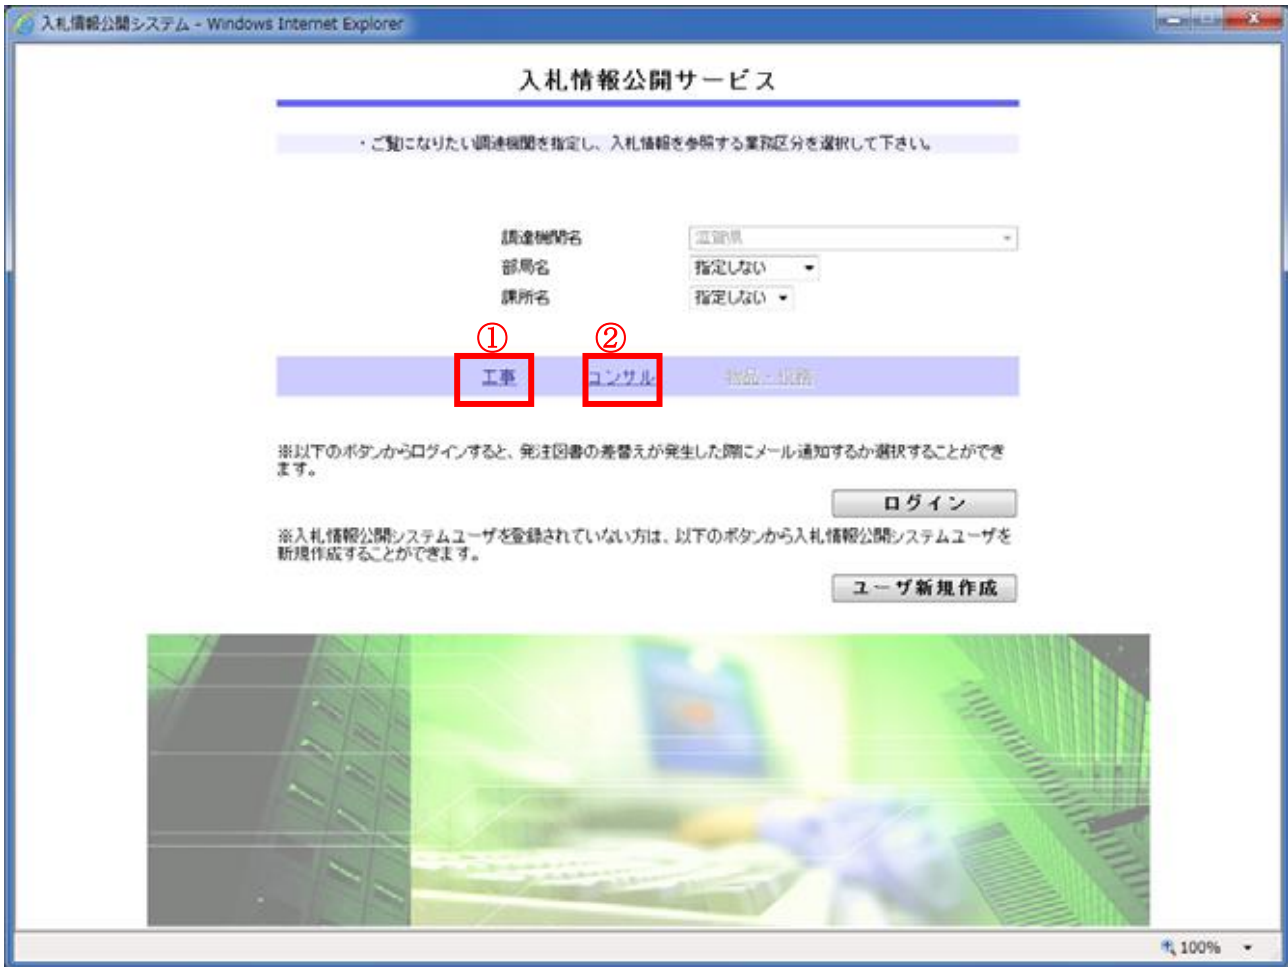 入札情報公開システム - Windows Internet Explorer
入札情報公開サービス
・ご覧になりたい調達機関を指定し、入札情報を参照する業務区分を選択して下さい。
調達機関名 滋賀県
部局名 指定しない
課所名 指定しない
① ②
工事 コンサル 物品・役務
※以下のボタンからログインすると、発注図書の差替えが発生した際にメール通知するか選択することができ
ます。
ログイン
※入札情報公開システムユーザを登録されていない方は、以下のボタンから入札情報公開システムユーザを
新規作成することができます。
ユーザ新規作成
100%